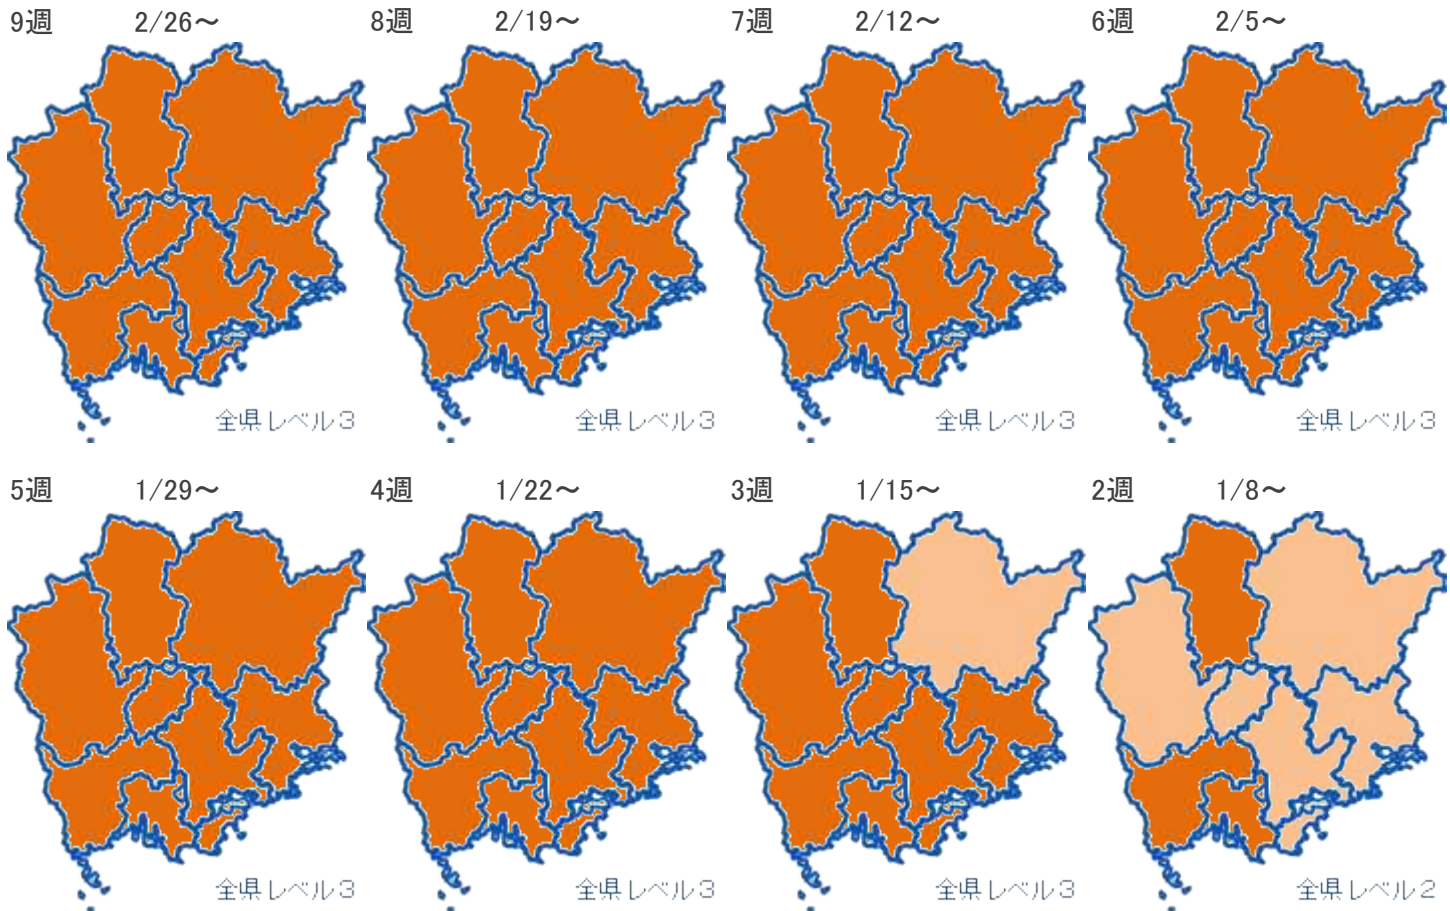 9週 2/26～ 8週 2/19～ 7週 2/12～ 6週 2/5～
全県レベル3 全県レベル3 全県レベル3 全県レベル3
5週 1/29～ 4週 1/22～ 3週 1/15～ 2週 1/8～
全県レベル3 全県レベル3 全県レベル3 全県レベル2